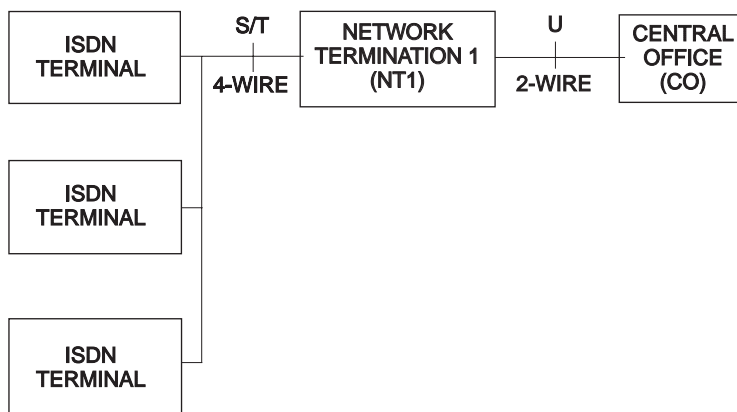 ISDN
TERMINAL
S/T
4-WIRE
NETWORK
TERMINATION 1
(NT1)
U
2-WIRE
CENTRAL
OFFICE
(CO)
ISDN
TERMINAL
ISDN
TERMINAL